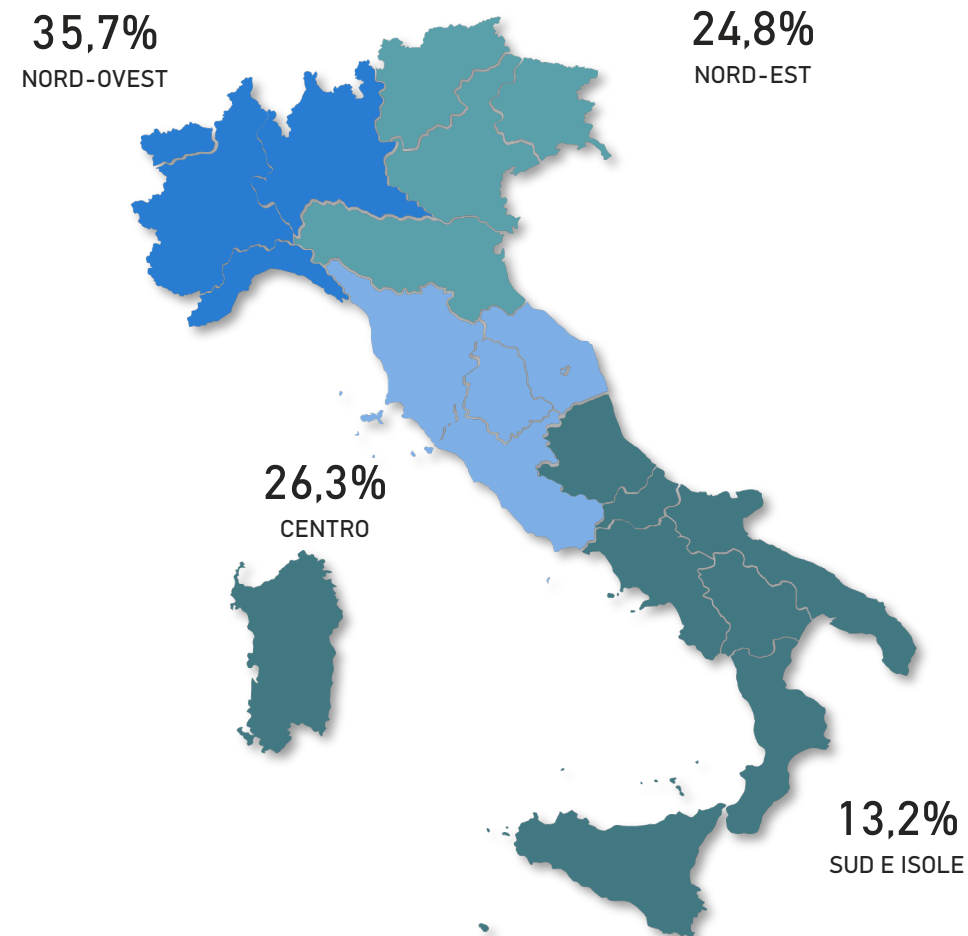 35,7%
NORD-OVEST
24,8%
NORD-EST
26,3%
CENTRO
13,2%
SUD E ISOLE